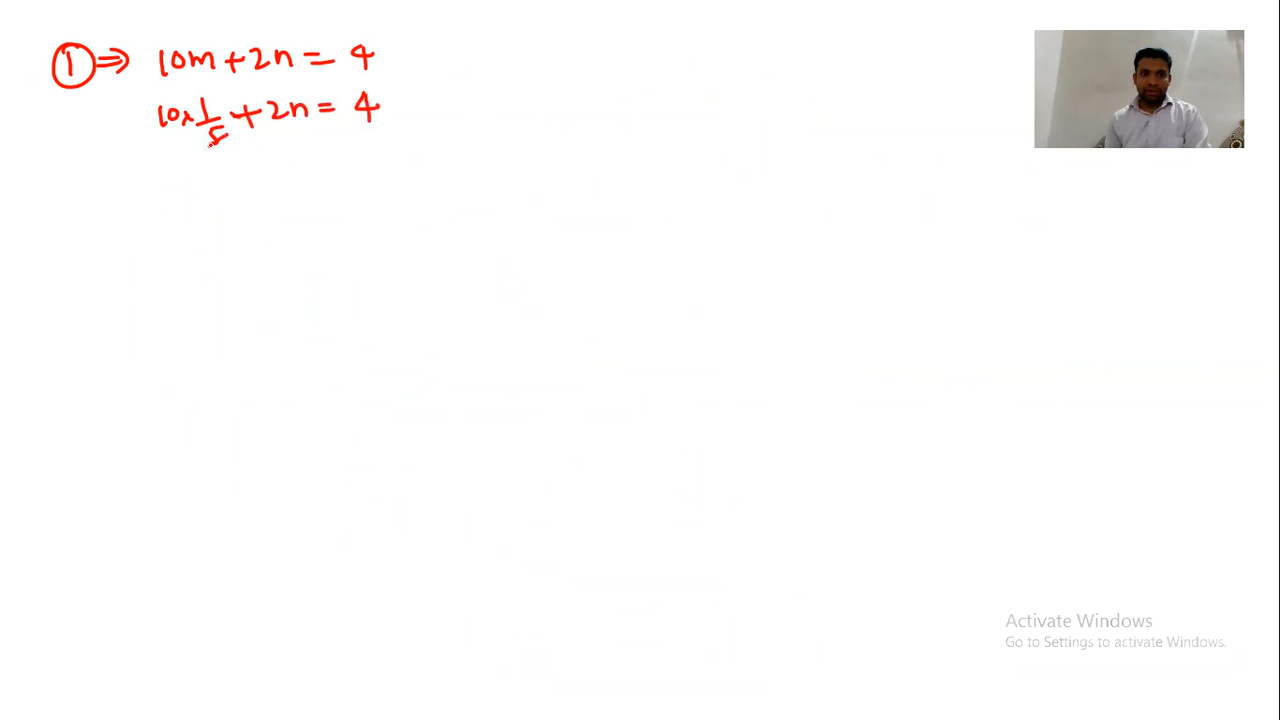 ① ⇒ 10m + 2n = 4
10 × 1/5 + 2n = 4
Activate Windows
Go to Settings to activate Windows.